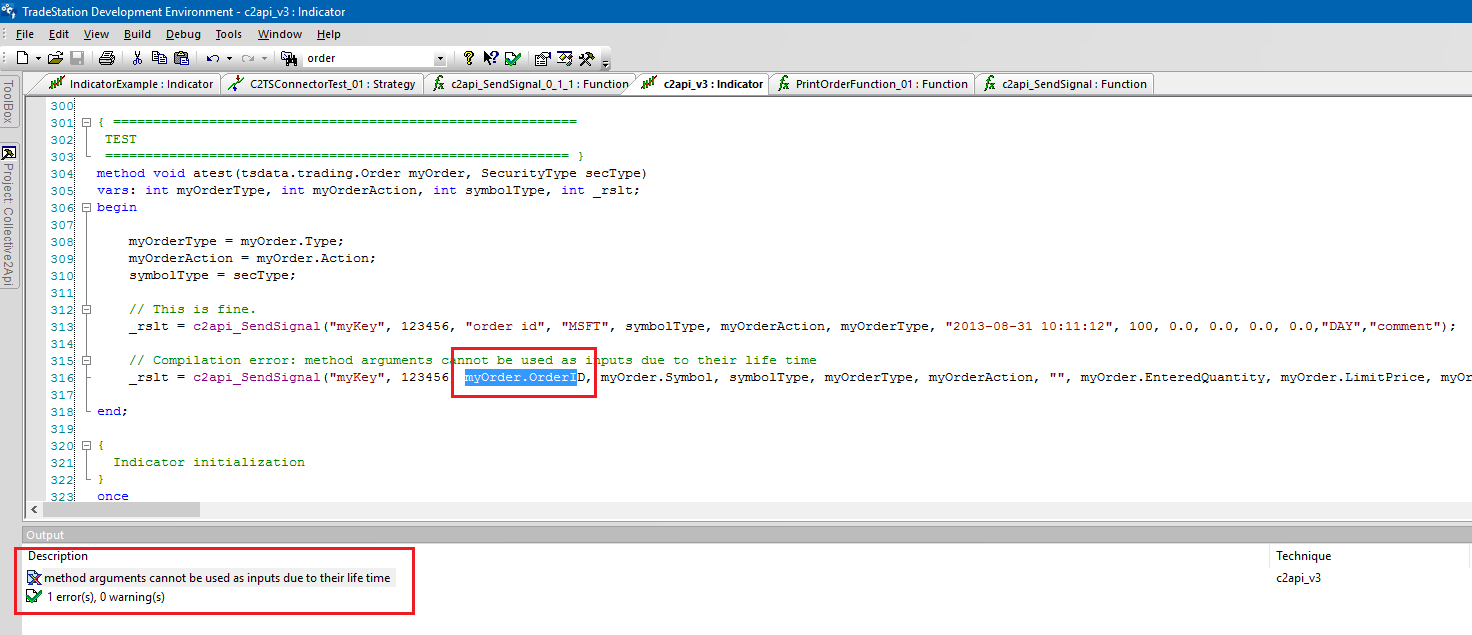 TradeStation Development Environment - c2api_v3 : Indicator
File Edit View Build Debug Tools Window Help
order
IndicatorExample : Indicator C2TSConnectorTest_01 : Strategy c2api_SendSignal_0_1_1 : Function c2api_v3 : Indicator PrintOrderFunction_01 : Function c2api_SendSignal : Function
ToolBox
Project: Collective2Api
300
301 { ==========================================================
302 TEST
303 ========================================================== }
304 method void atest(tsdata.trading.Order myOrder, SecurityType secType)
305 vars: int myOrderType, int myOrderAction, int symbolType, int _rslt;
306 begin
307
308 myOrderType = myOrder.Type;
309 myOrderAction = myOrder.Action;
310 symbolType = secType;
311
312 // This is fine.
313 _rslt = c2api_SendSignal("myKey", 123456, "order id", "MSFT", symbolType, myOrderAction, myOrderType, "2013-08-31 10:11:12", 100, 0.0, 0.0, 0.0, 0.0,"DAY","comment");
314
315 // Compilation error: method arguments cannot be used as inputs due to their life time
316 _rslt = c2api_SendSignal("myKey", 123456, myOrder.OrderID, myOrder.Symbol, symbolType, myOrderType, myOrderAction, "", myOrder.EnteredQuantity, myOrder.LimitPrice, myO
317
318 end;
319
320 {
321 Indicator initialization
322 }
323 once
Output
Description Technique
method arguments cannot be used as inputs due to their life time c2api_v3
1 error(s), 0 warning(s)